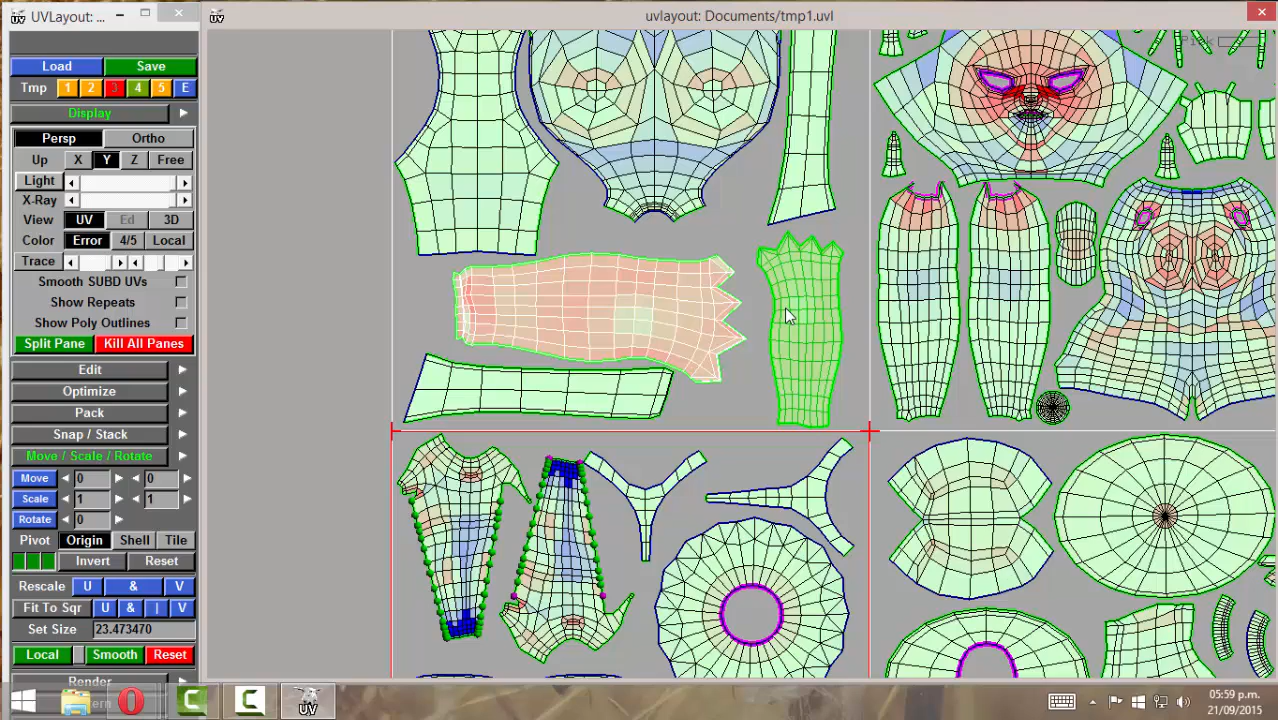 UVLayout: ...
uvlayout: Documents/tmp1.uvl
Load
Save
Tmp 1 2 3 4 5 E
Display
Persp Ortho
Up X Y Z Free
Light
X-Ray
View UV Ed 3D
Color Error 4/5 Local
Trace
Smooth SUBD UVs
Show Repeats
Show Poly Outlines
Split Pane Kill All Panes
Edit
Optimize
Pack
Snap / Stack
Move / Scale / Rotate
Move 0 0
Scale 1 1
Rotate 0
Pivot Origin Shell Tile
Invert Reset
Rescale U & V
Fit To Sqr U & | V
Set Size 23.473470
Local Smooth Reset
Render
Pick
UV
05:59 p.m.
21/09/2015